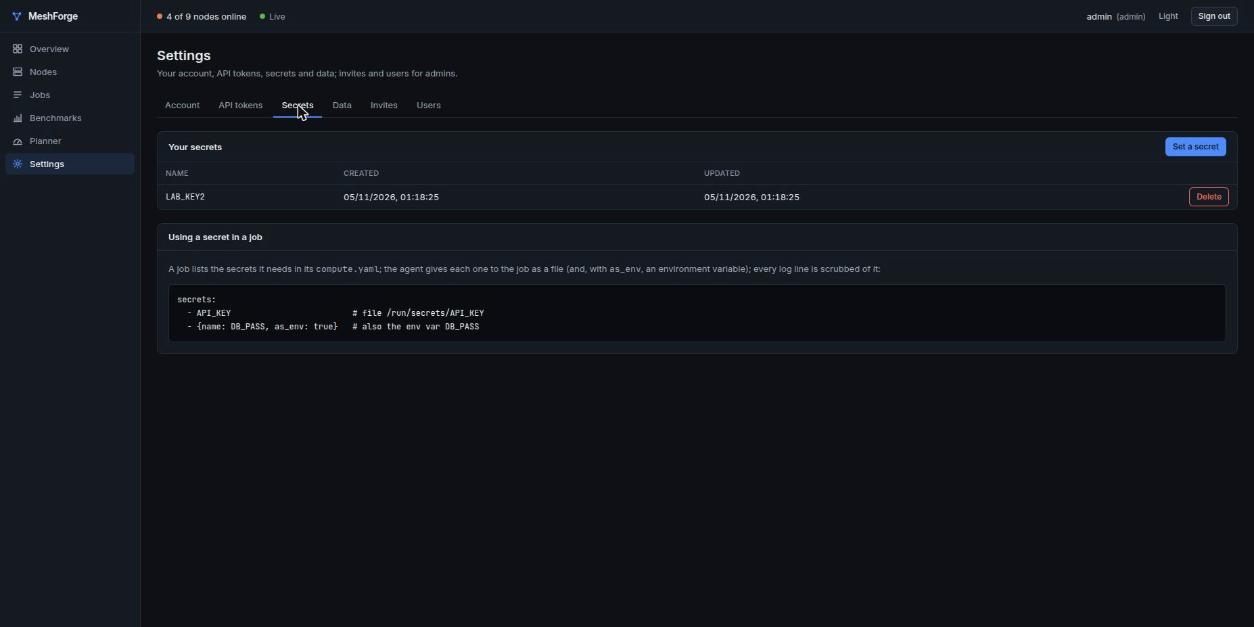 MeshForge
4 of 9 nodes online
Live
admin (admin)
Light
Sign out
Overview
Nodes
Jobs
Benchmarks
Planner
Settings
Settings
Your account, API tokens, secrets and data; invites and users for admins.
Account
API tokens
Secrets
Data
Invites
Users
Your secrets
Set a secret
NAME
CREATED
UPDATED
LAB_KEY2
05/11/2026, 01:18:25
05/11/2026, 01:18:25
Delete
Using a secret in a job
A job lists the secrets it needs in its compute.yaml; the agent gives each one to the job as a file (and, with as_env, an environment variable); every log line is scrubbed of it:
secrets:
  - API_KEY                         # file /run/secrets/API_KEY
  - {name: DB_PASS, as_env: true}   # also the env var DB_PASS